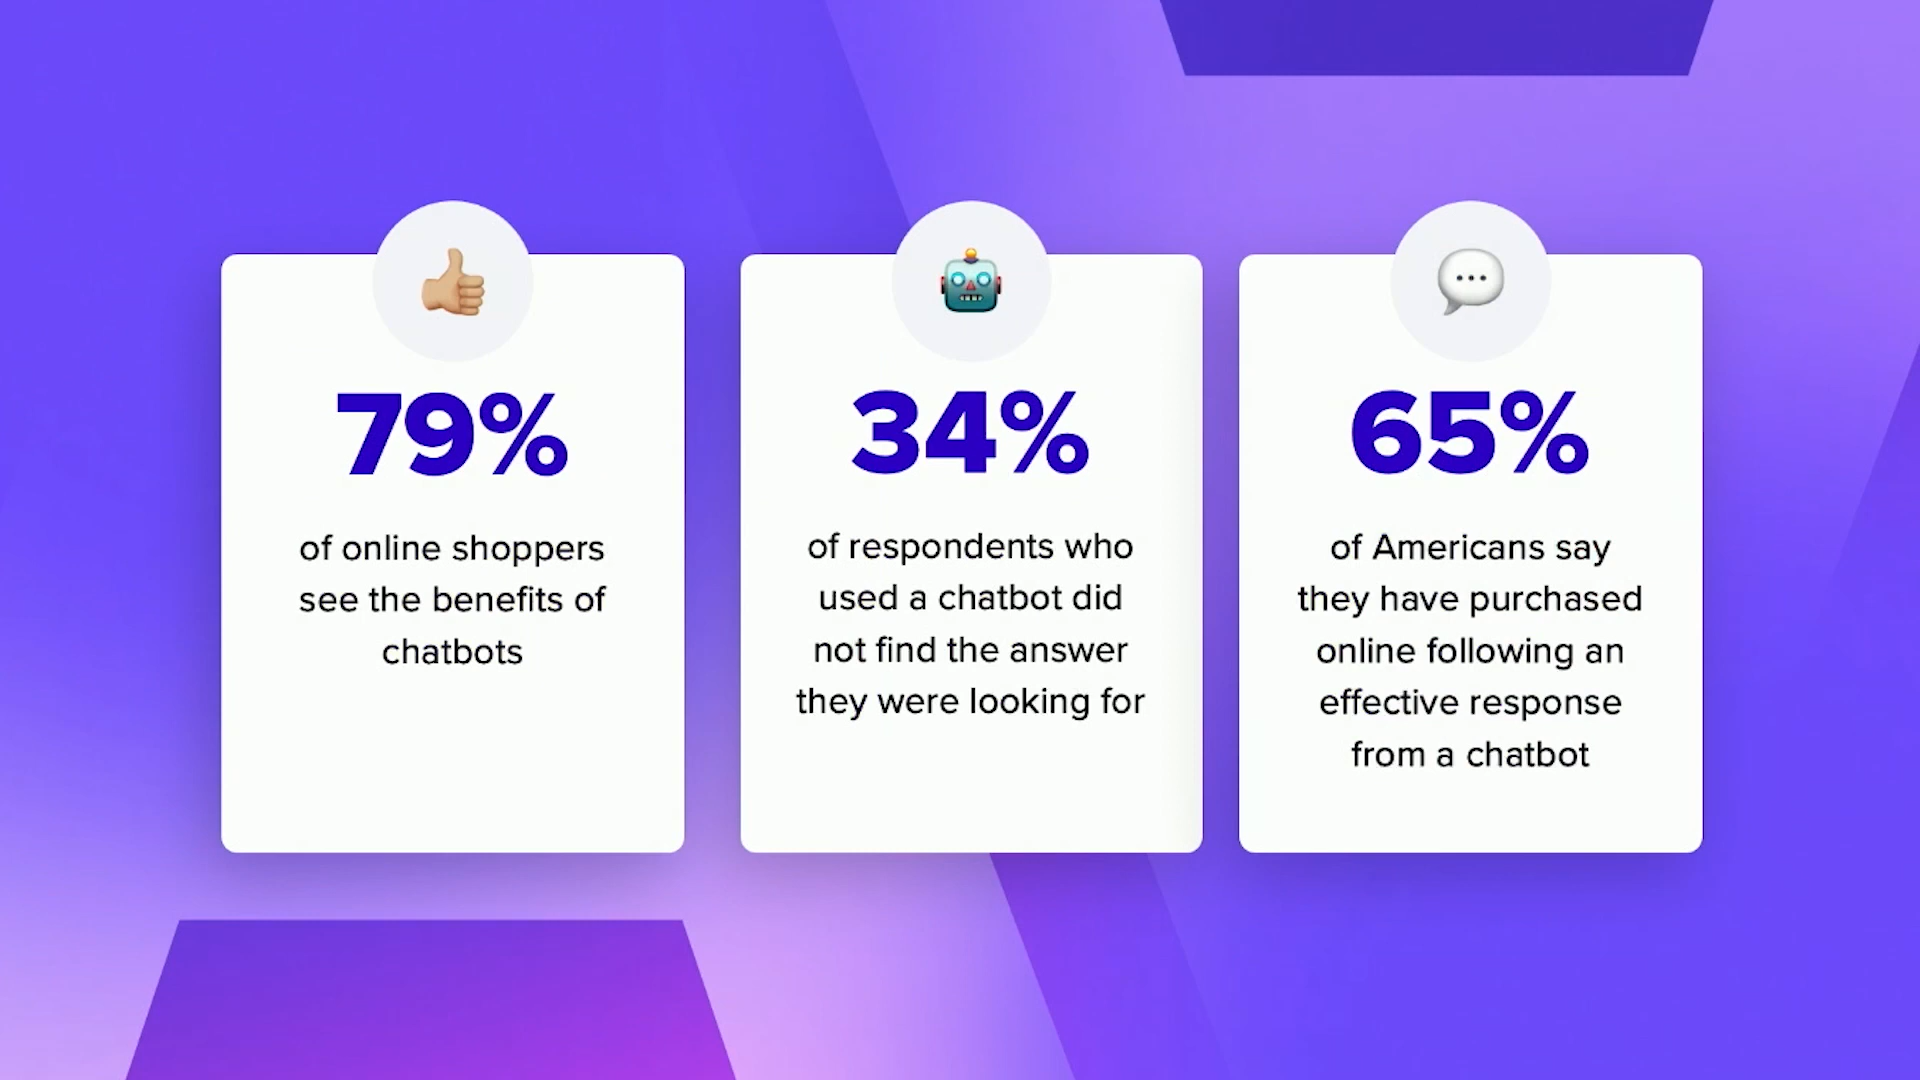 79%
of online shoppers
see the benefits of
chatbots
34%
of respondents who
used a chatbot did
not find the answer
they were looking for
65%
of Americans say
they have purchased
online following an
effective response
from a chatbot